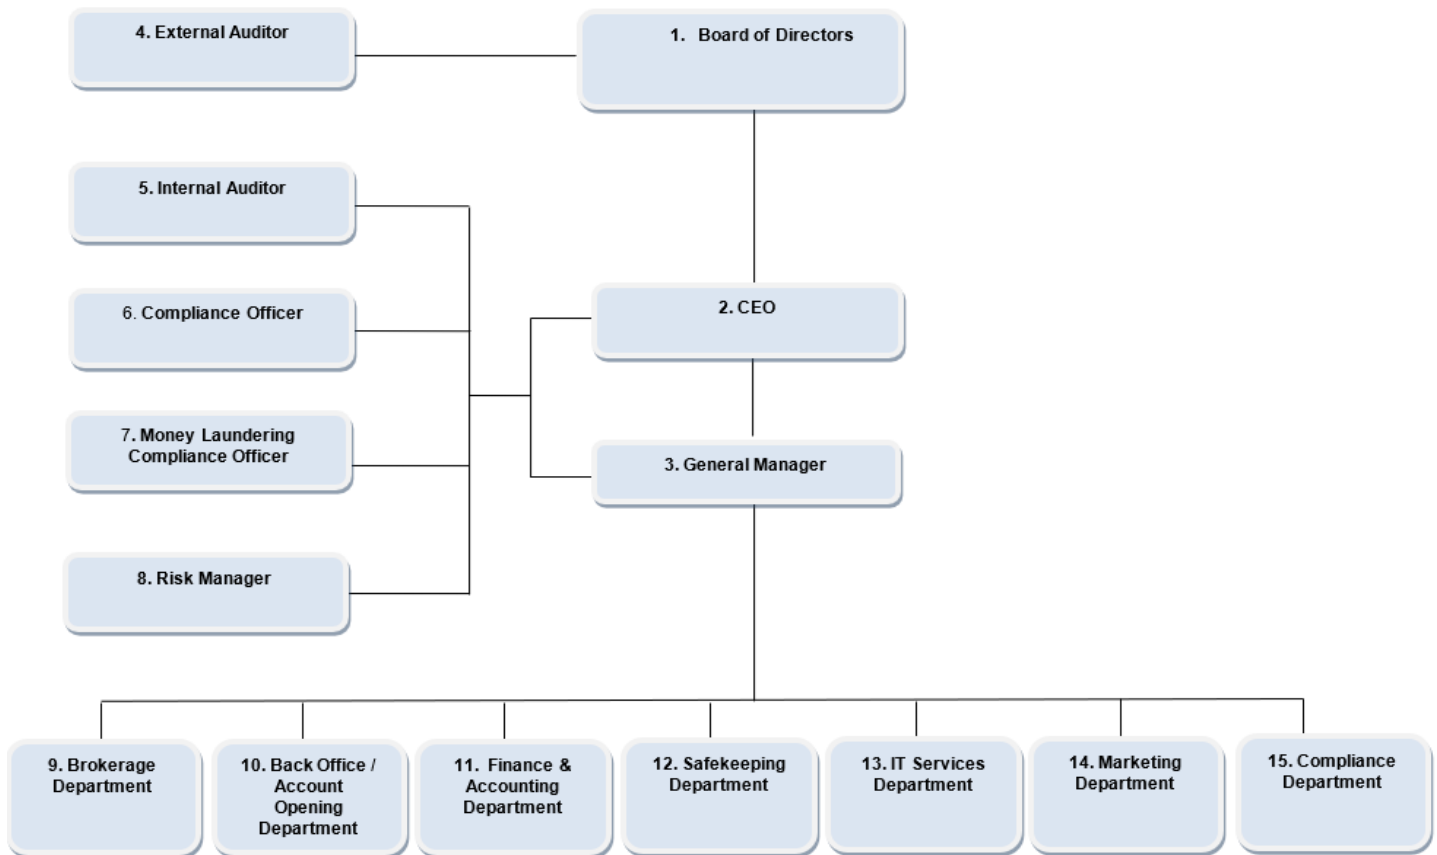 4. External Auditor
1. Board of Directors
5. Internal Auditor
6. Compliance Officer
2. CEO
7. Money Laundering
Compliance Officer
3. General Manager
8. Risk Manager
9. Brokerage
Department
10. Back Office /
Account
Opening
Department
11. Finance &
Accounting
Department
12. Safekeeping
Department
13. IT Services
Department
14. Marketing
Department
15. Compliance
Department